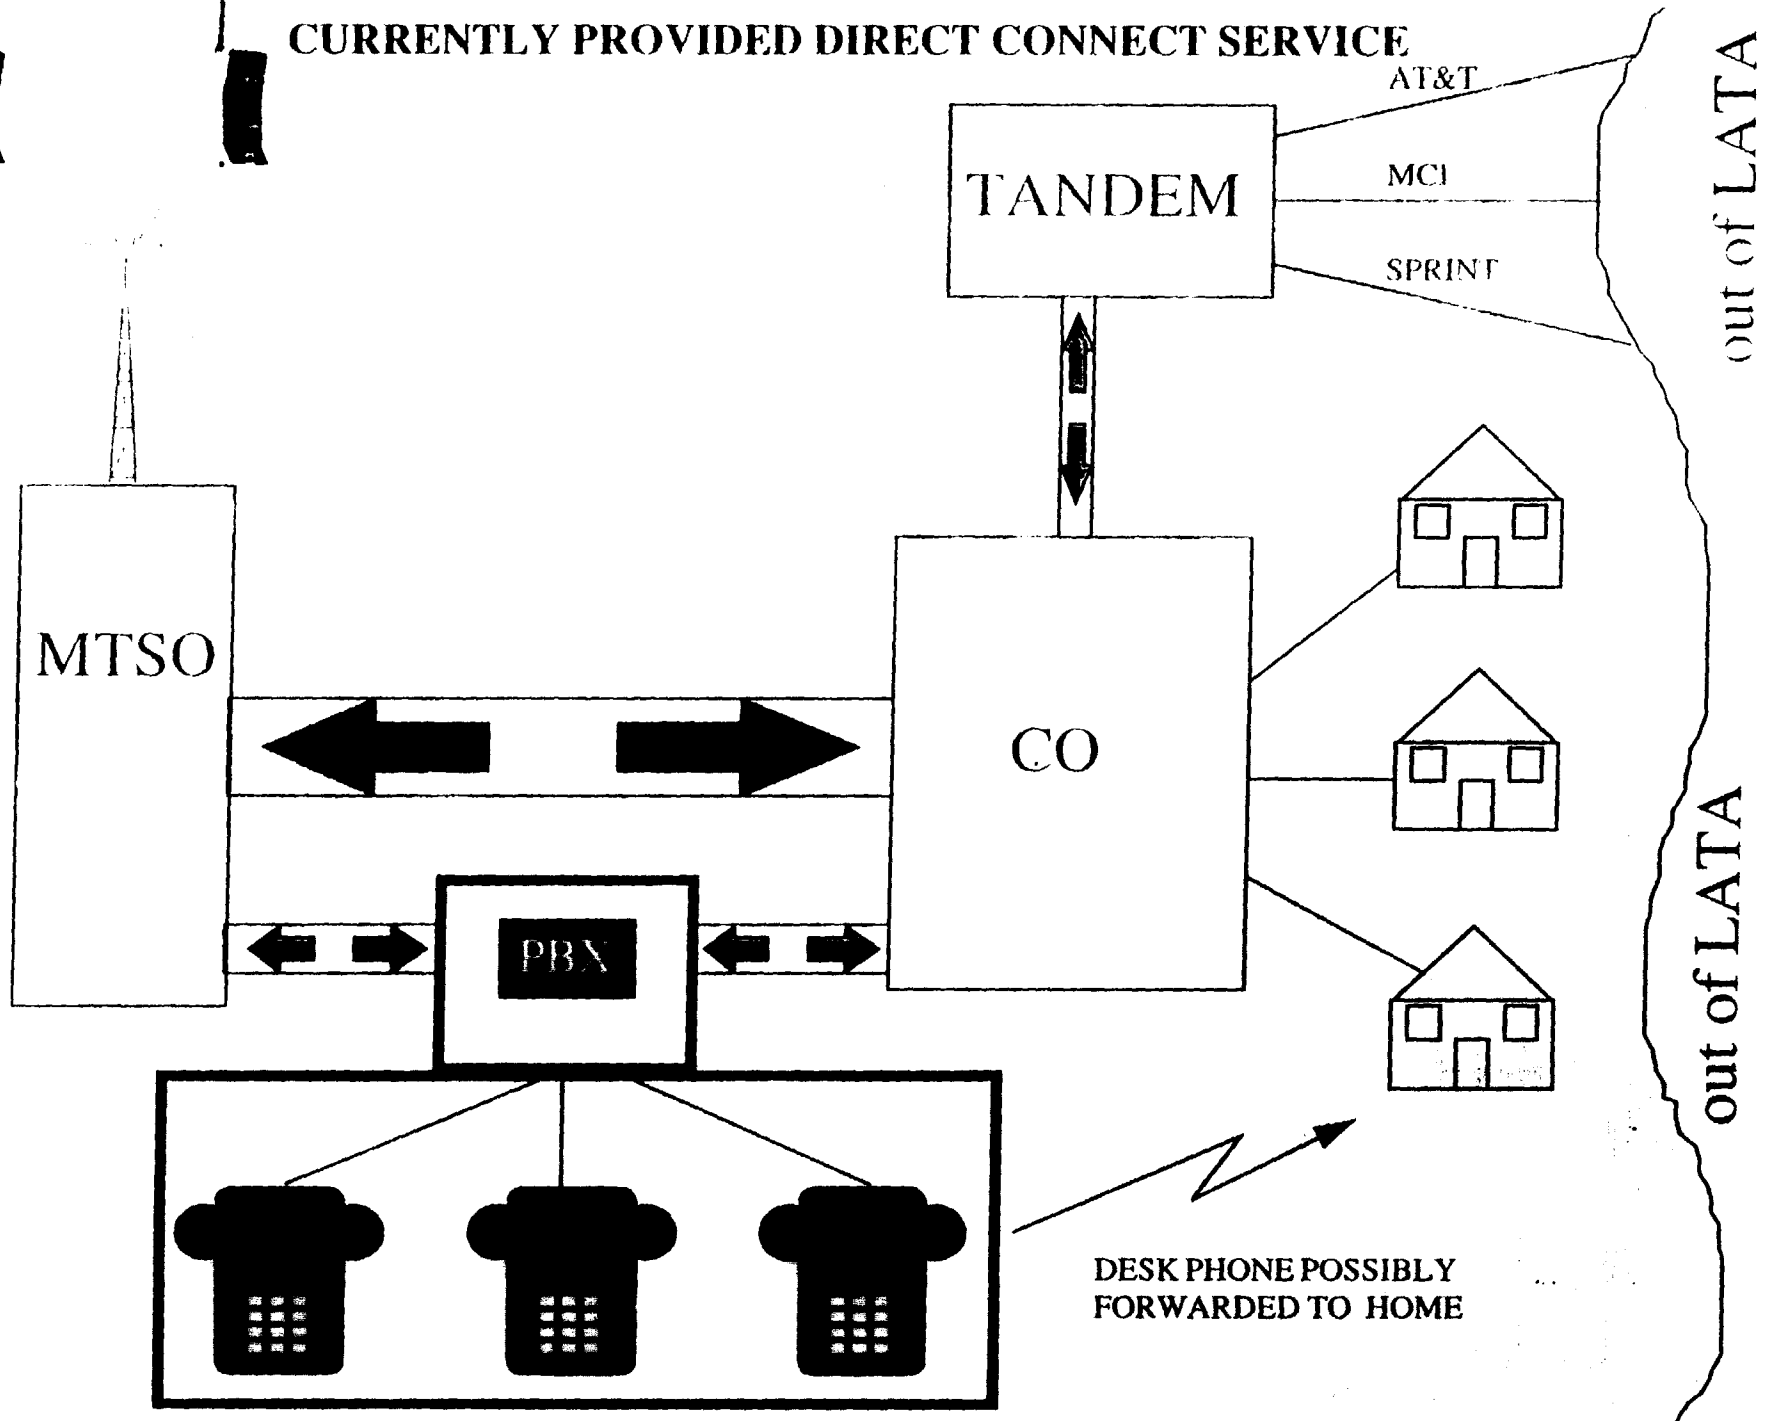 CURRENTLY PROVIDED DIRECT CONNECT SERVICE
AT&T
TANDEM
MCI
SPRINT
out of LATA
MTSO
CO
out of LATA
PBX
DESK PHONE POSSIBLY
FORWARDED TO HOME